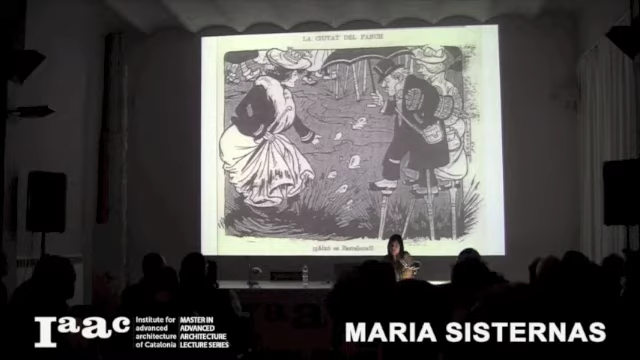 LA CIUTAT DEL FANCH
Iaac
Institute for
advanced
architecture
of Catalonia
MASTER IN
ADVANCED
ARCHITECTURE
LECTURE SERIES
MARIA SISTERNAS